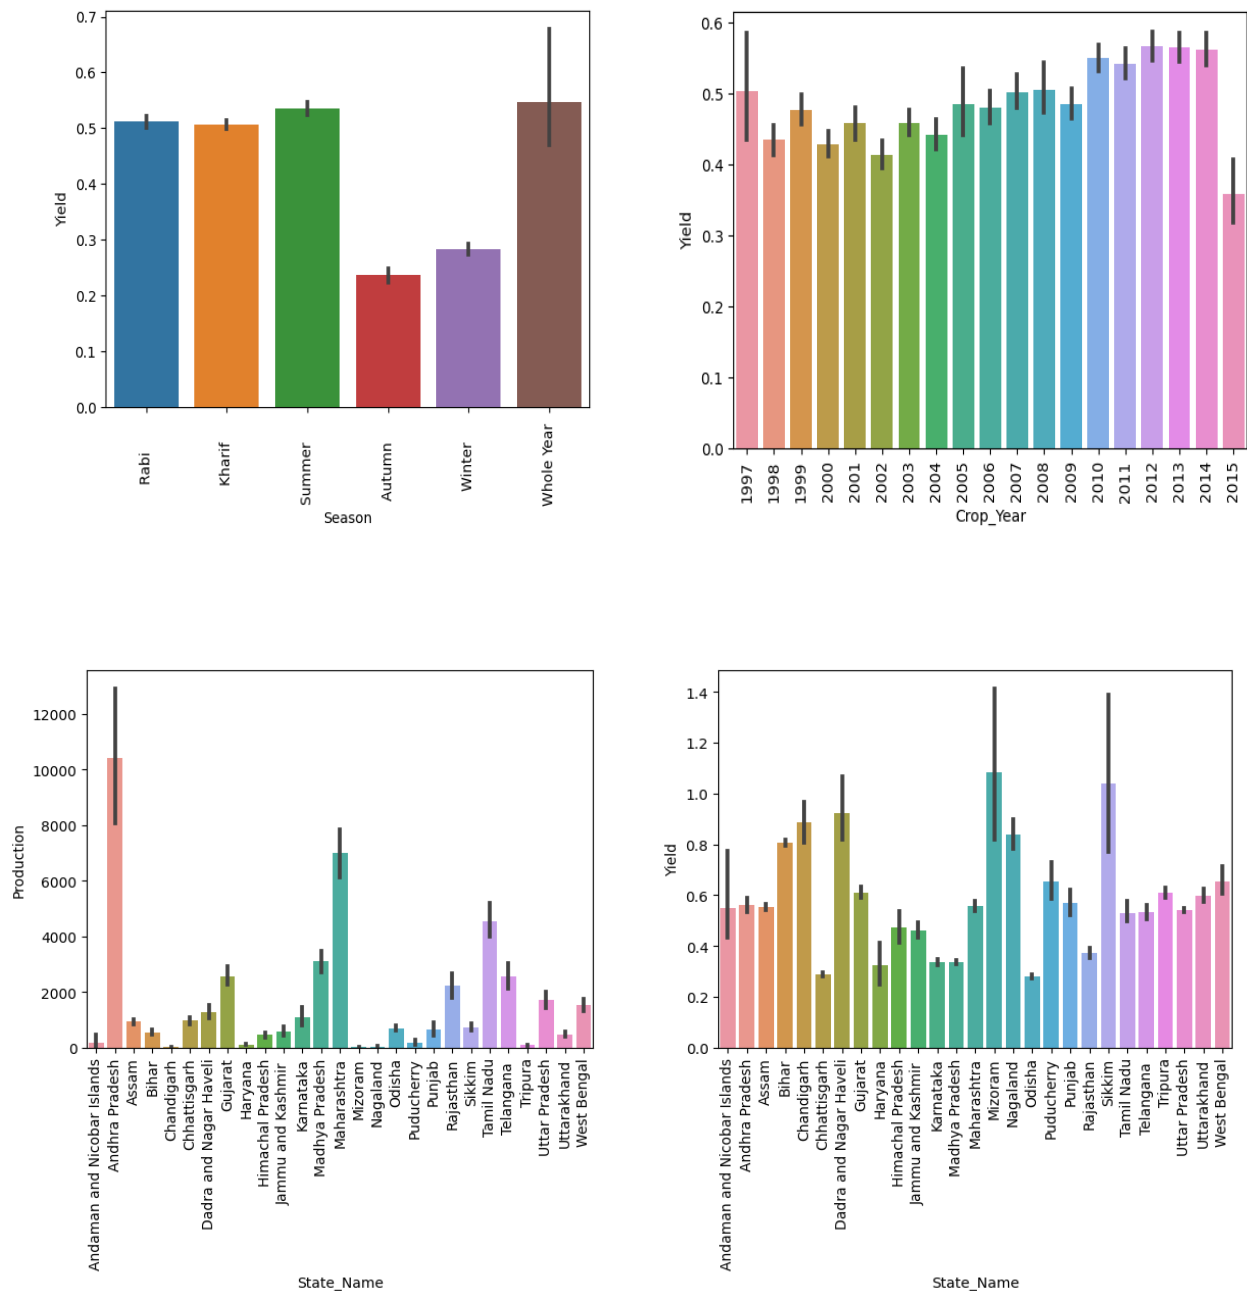 0.7
0.6
0.5
0.4
0.3
0.2
0.1
0.0
Yield
Rabi
Kharif
Summer
Autumn
Winter
Whole Year
Season
0.6
0.5
0.4
0.3
0.2
0.1
0.0
Yield
1997
1998
1999
2000
2001
2002
2003
2004
2005
2006
2007
2008
2009
2010
2011
2012
2013
2014
2015
Crop_Year
12000
10000
8000
6000
4000
2000
0
Production
Andaman and Nicobar Islands
Andhra Pradesh
Assam
Bihar
Chandigarh
Chhattisgarh
Dadra and Nagar Haveli
Gujarat
Haryana
Himachal Pradesh
Jammu and Kashmir
Karnataka
Madhya Pradesh
Maharashtra
Mizoram
Nagaland
Odisha
Puducherry
Punjab
Rajasthan
Sikkim
Tamil Nadu
Telangana
Tripura
Uttar Pradesh
Uttarakhand
West Bengal
State_Name
1.4
1.2
1.0
0.8
0.6
0.4
0.2
0.0
Yield
Andaman and Nicobar Islands
Andhra Pradesh
Assam
Bihar
Chandigarh
Chhattisgarh
Dadra and Nagar Haveli
Gujarat
Haryana
Himachal Pradesh
Jammu and Kashmir
Karnataka
Madhya Pradesh
Maharashtra
Mizoram
Nagaland
Odisha
Puducherry
Punjab
Rajasthan
Sikkim
Tamil Nadu
Telangana
Tripura
Uttar Pradesh
Uttarakhand
West Bengal
State_Name